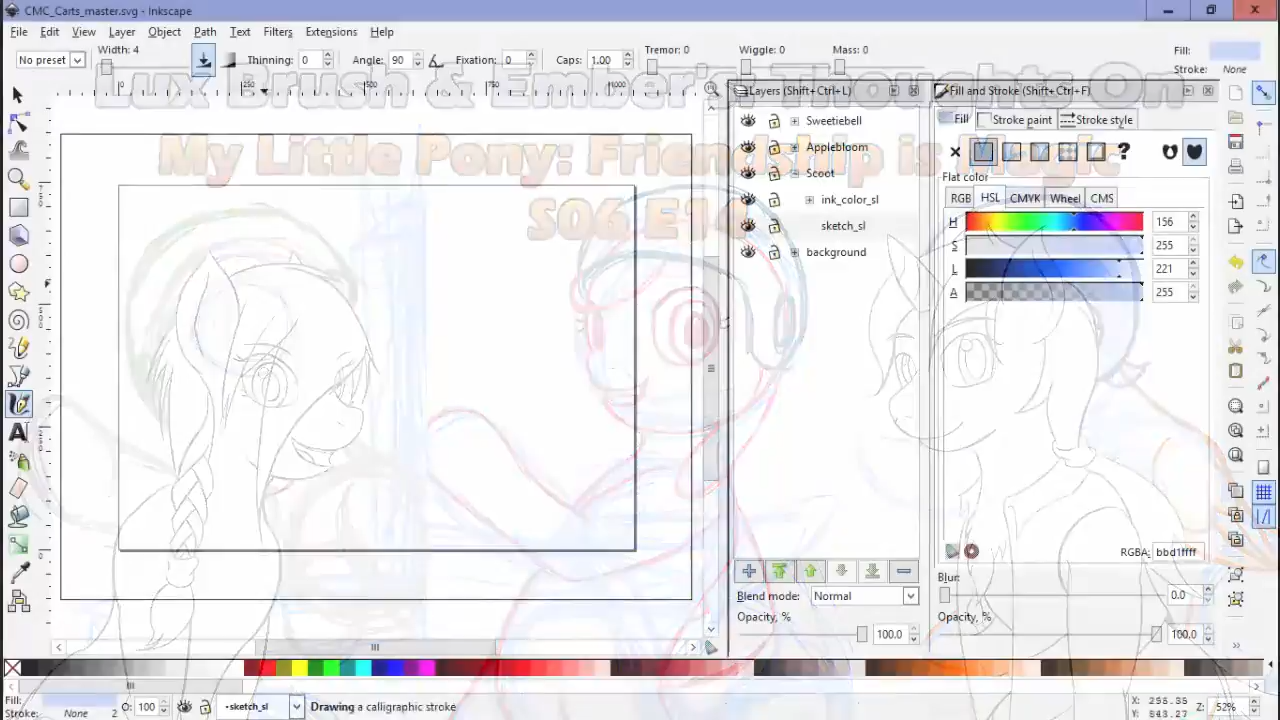 CMC_Carts_master.svg - Inkscape
File Edit View Layer Object Path Text Filters Extensions Help
No preset Width: 4 Thinning: 0 Angle: 90 Fixation: 0 Caps: 1.00 Tremor: 0 Wiggle: 0 Mass: 0 Fill:
Stroke: None
Lux Brush & Ember's Thoughts On
My Little Pony: Friendship is Magic
S06 E14
Layers (Shift+Ctrl+L)
Sweetiebell
Applebloom
Scoot
ink_color_sl
sketch_sl
background
Blend mode: Normal
Opacity, % 100.0
Fill and Stroke (Shift+Ctrl+F)
Fill Stroke paint Stroke style
Flat color
RGB HSL CMYK Wheel CMS
H 156
S 255
L 221
A 255
RGBA: bbd1ffff
Blur:
0.0
Opacity, %
100.0
Fill:
Stroke: None 2 O: 100 •sketch_sl Drawing a calligraphic stroke
X:
Y:
Z: 52%